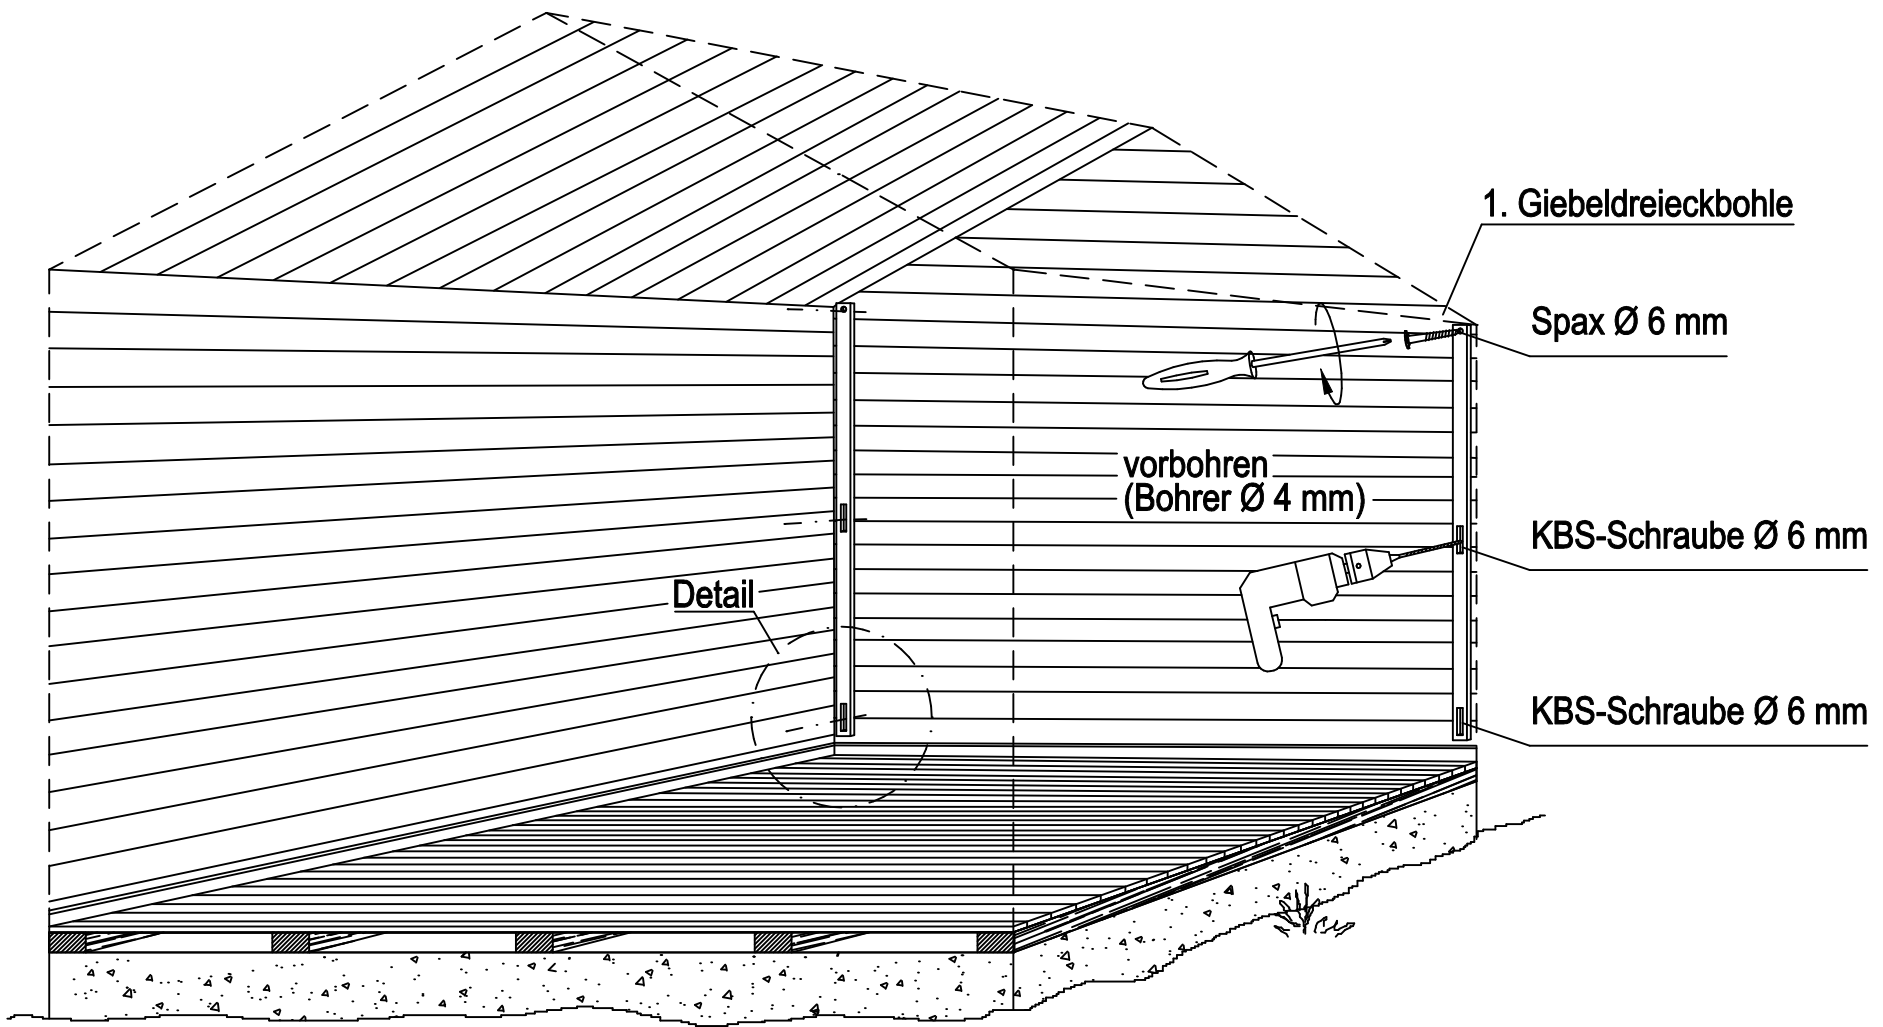 1. Giebeldreieckbohle
Spax Ø 6 mm
vorbohren
(Bohrer Ø 4 mm)
KBS-Schraube Ø 6 mm
Detail
KBS-Schraube Ø 6 mm